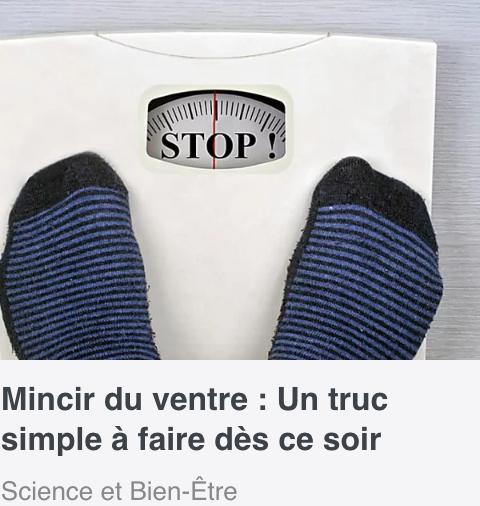 STOP !
Mincir du ventre : Un truc
simple à faire dès ce soir
Science et Bien-Être